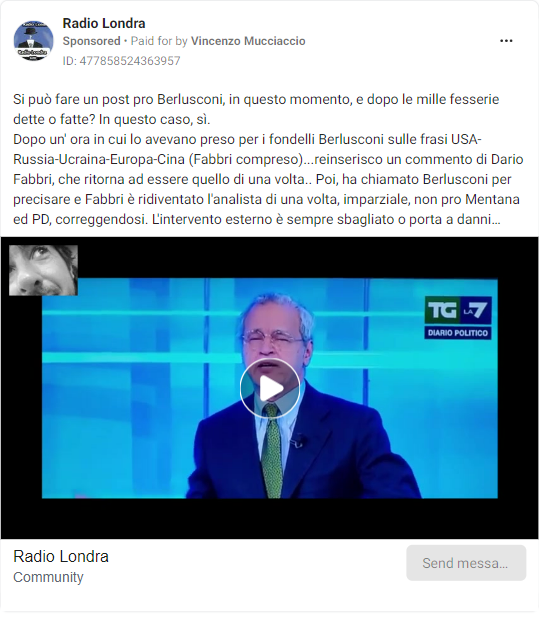 Radio Londra
Sponsored • Paid for by Vincenzo Mucciaccio
ID: 477858524363957
Si può fare un post pro Berlusconi, in questo momento, e dopo le mille fesserie
dette o fatte? In questo caso, sì.
Dopo un' ora in cui lo avevano preso per i fondelli Berlusconi sulle frasi USA-
Russia-Ucraina-Europa-Cina (Fabbri compreso)...reinserisco un commento di Dario
Fabbri, che ritorna ad essere quello di una volta.. Poi, ha chiamato Berlusconi per
precisare e Fabbri è ridiventato l'analista di una volta, imparziale, non pro Mentana
ed PD, correggendosi. L'intervento esterno è sempre sbagliato o porta a danni…
TG LA 7
DIARIO POLITICO
Radio Londra
Community
Send messa…